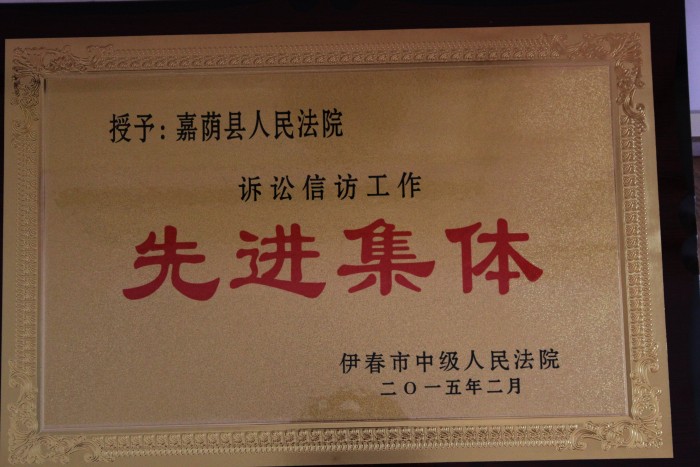 授予：嘉荫县人民法院
诉讼信访工作
先进集体
伊春市中级人民法院
二〇一五年二月